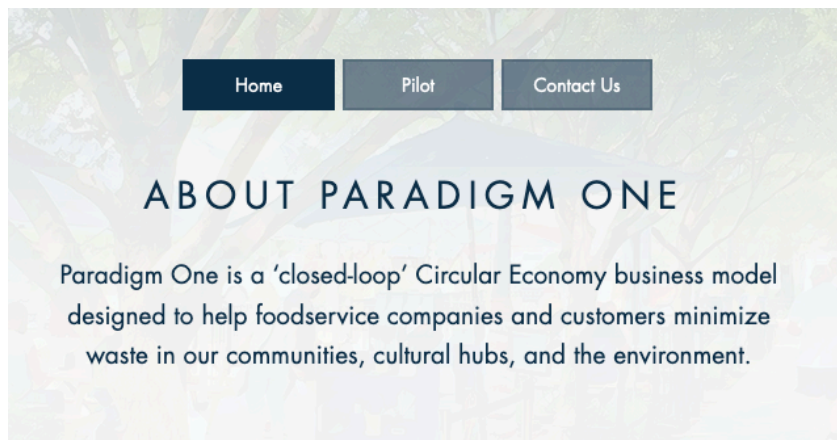 Home
Pilot
Contact Us
ABOUT PARADIGM ONE
Paradigm One is a ‘closed-loop’ Circular Economy business model
designed to help foodservice companies and customers minimize
waste in our communities, cultural hubs, and the environment.